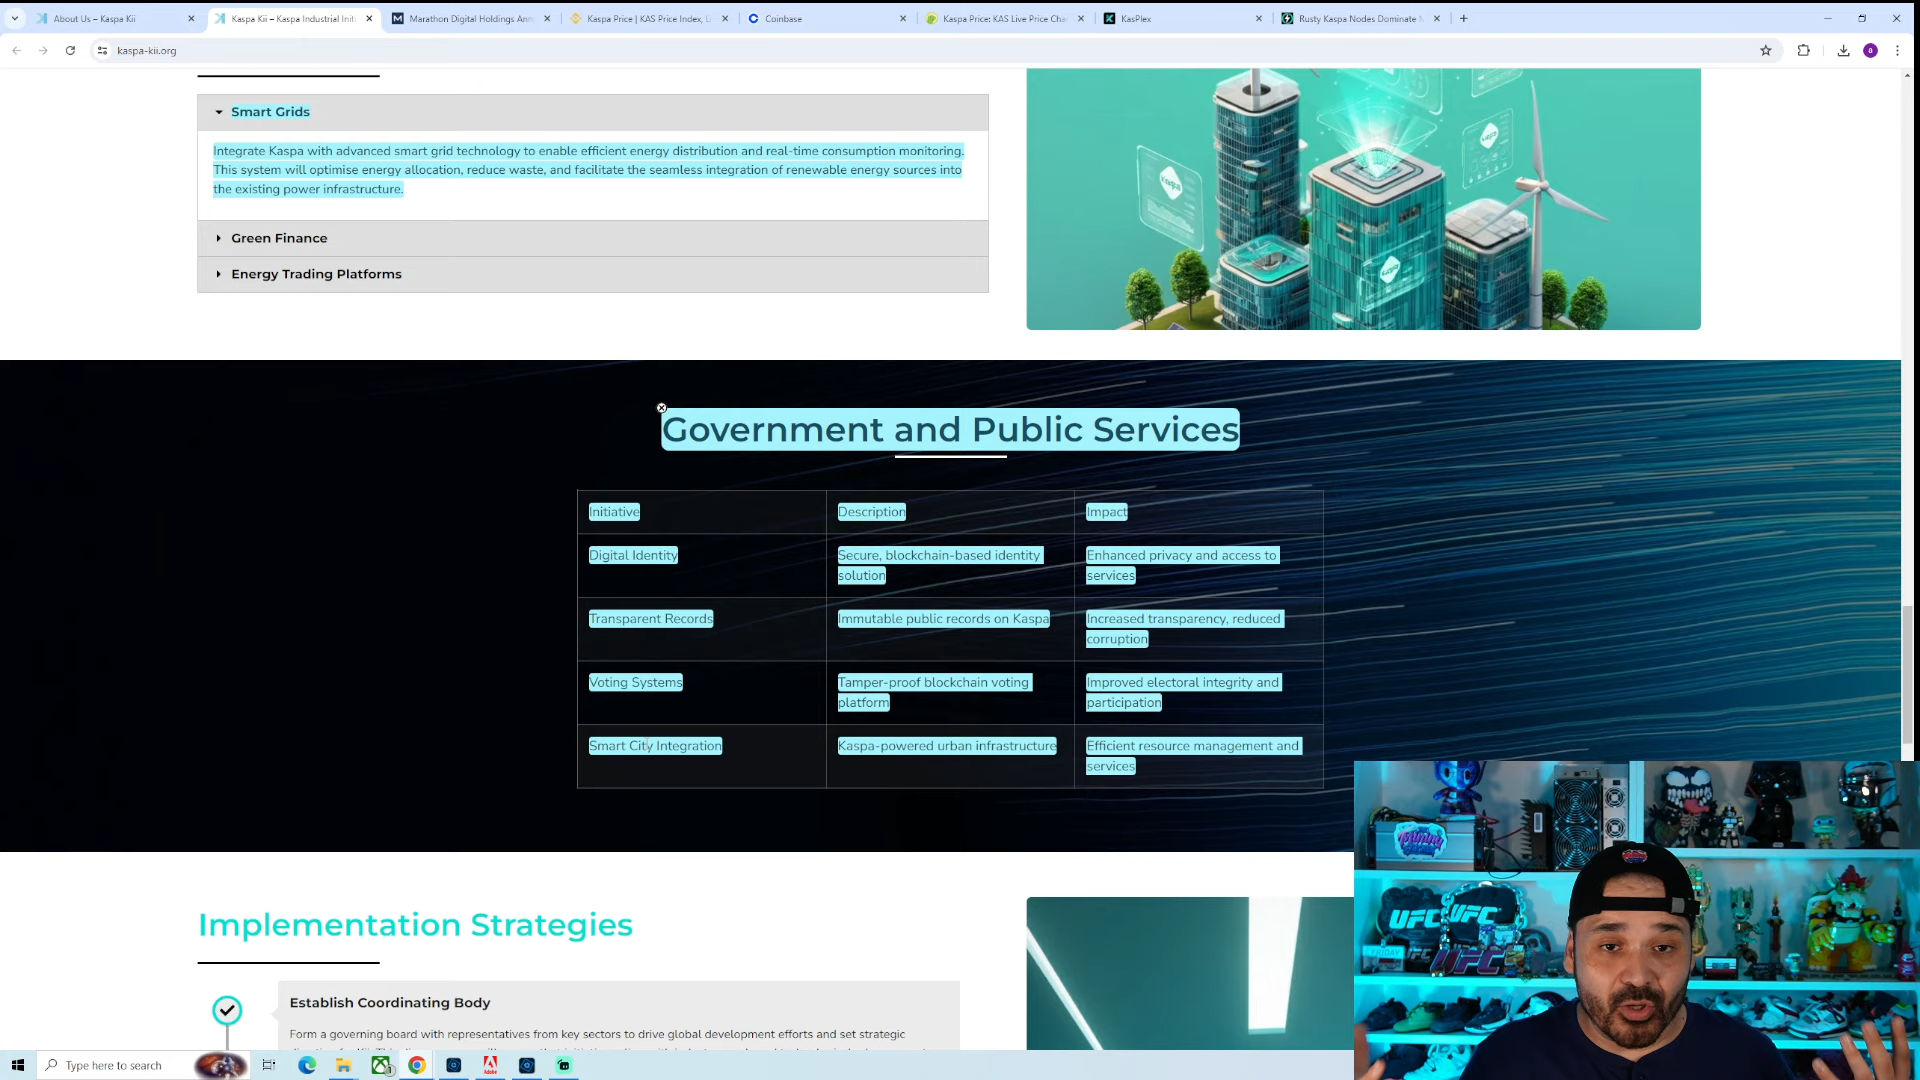 About Us – Kaspa Kii
Kaspa Kii – Kaspa Industrial Init
Marathon Digital Holdings Ann
Kaspa Price | KAS Price Index, L
Coinbase
Kaspa Price: KAS Live Price Cha
KasPlex
Rusty Kaspa Nodes Dominate N
kaspa-kii.org
a
Smart Grids
Integrate Kaspa with advanced smart grid technology to enable efficient energy distribution and real-time consumption monitoring.
This system will optimise energy allocation, reduce waste, and facilitate the seamless integration of renewable energy sources into
the existing power infrastructure.
Green Finance
Energy Trading Platforms
Kaspa
Government and Public Services
Initiative
Description
Impact
Digital Identity
Secure, blockchain-based identity
solution
Enhanced privacy and access to
services
Transparent Records
Immutable public records on Kaspa
Increased transparency, reduced
corruption
Voting Systems
Tamper-proof blockchain voting
platform
Improved electoral integrity and
participation
Smart City Integration
Kaspa-powered urban infrastructure
Efficient resource management and
services
Implementation Strategies
Establish Coordinating Body
Form a governing board with representatives from key sectors to drive global development efforts and set strategic
UFC UFC
UFC
FRIDAY
Type here to search
Adobe